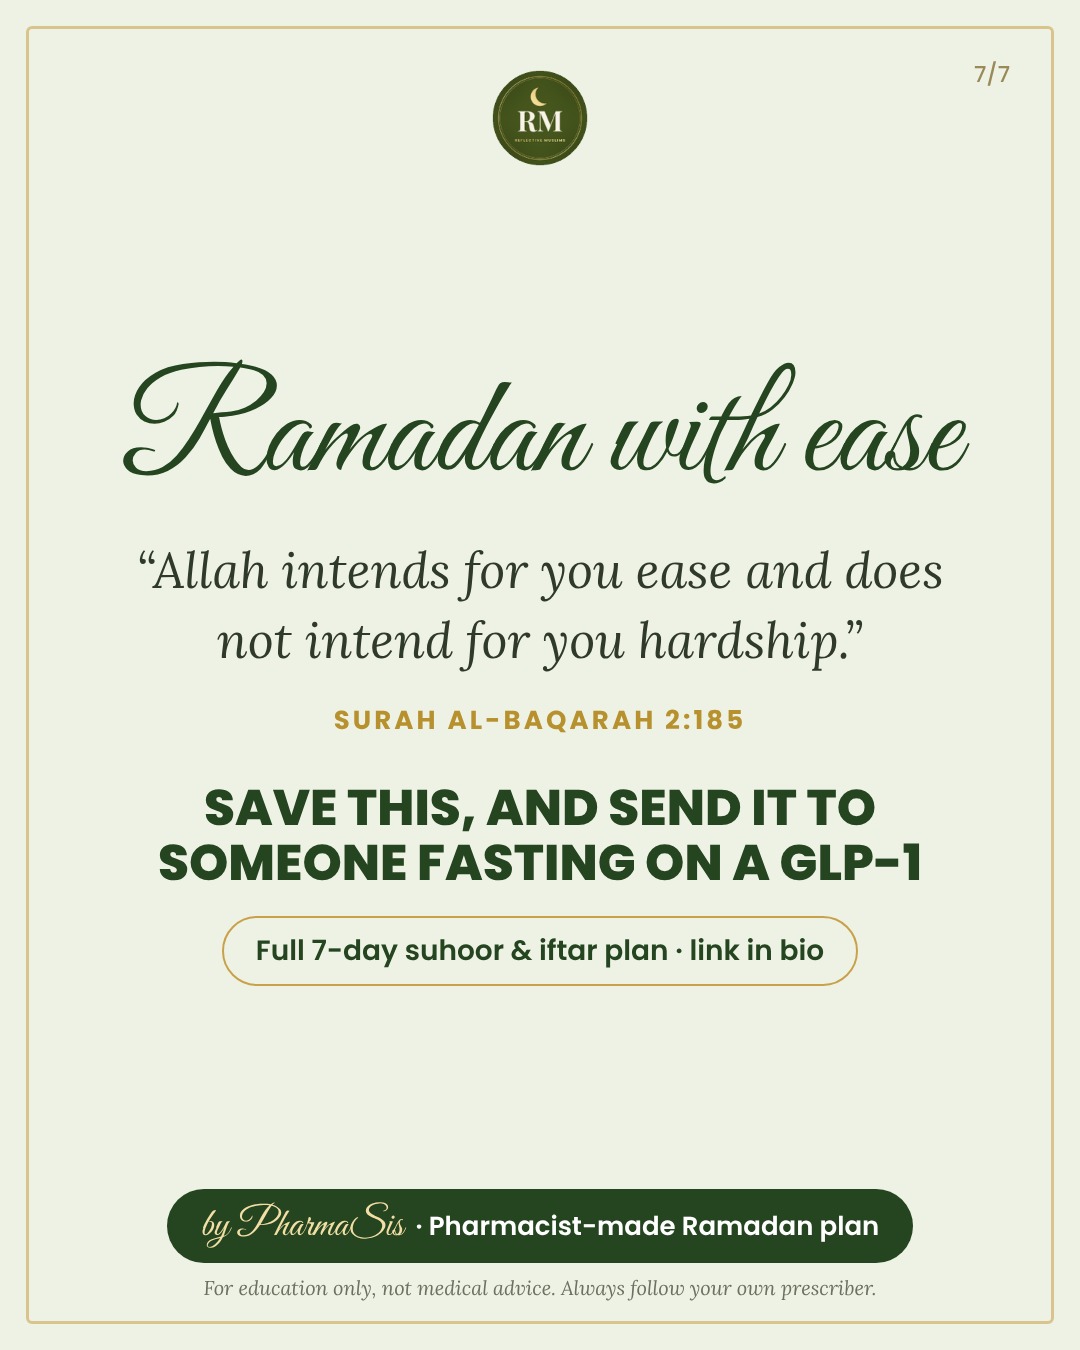 7/7
RM
REFLECTIVE MUSLIMS
Ramadan with ease
“Allah intends for you ease and does
not intend for you hardship.”
SURAH AL-BAQARAH 2:185
SAVE THIS, AND SEND IT TO
SOMEONE FASTING ON A GLP-1
Full 7-day suhoor & iftar plan · link in bio
by PharmaSis · Pharmacist-made Ramadan plan
For education only, not medical advice. Always follow your own prescriber.